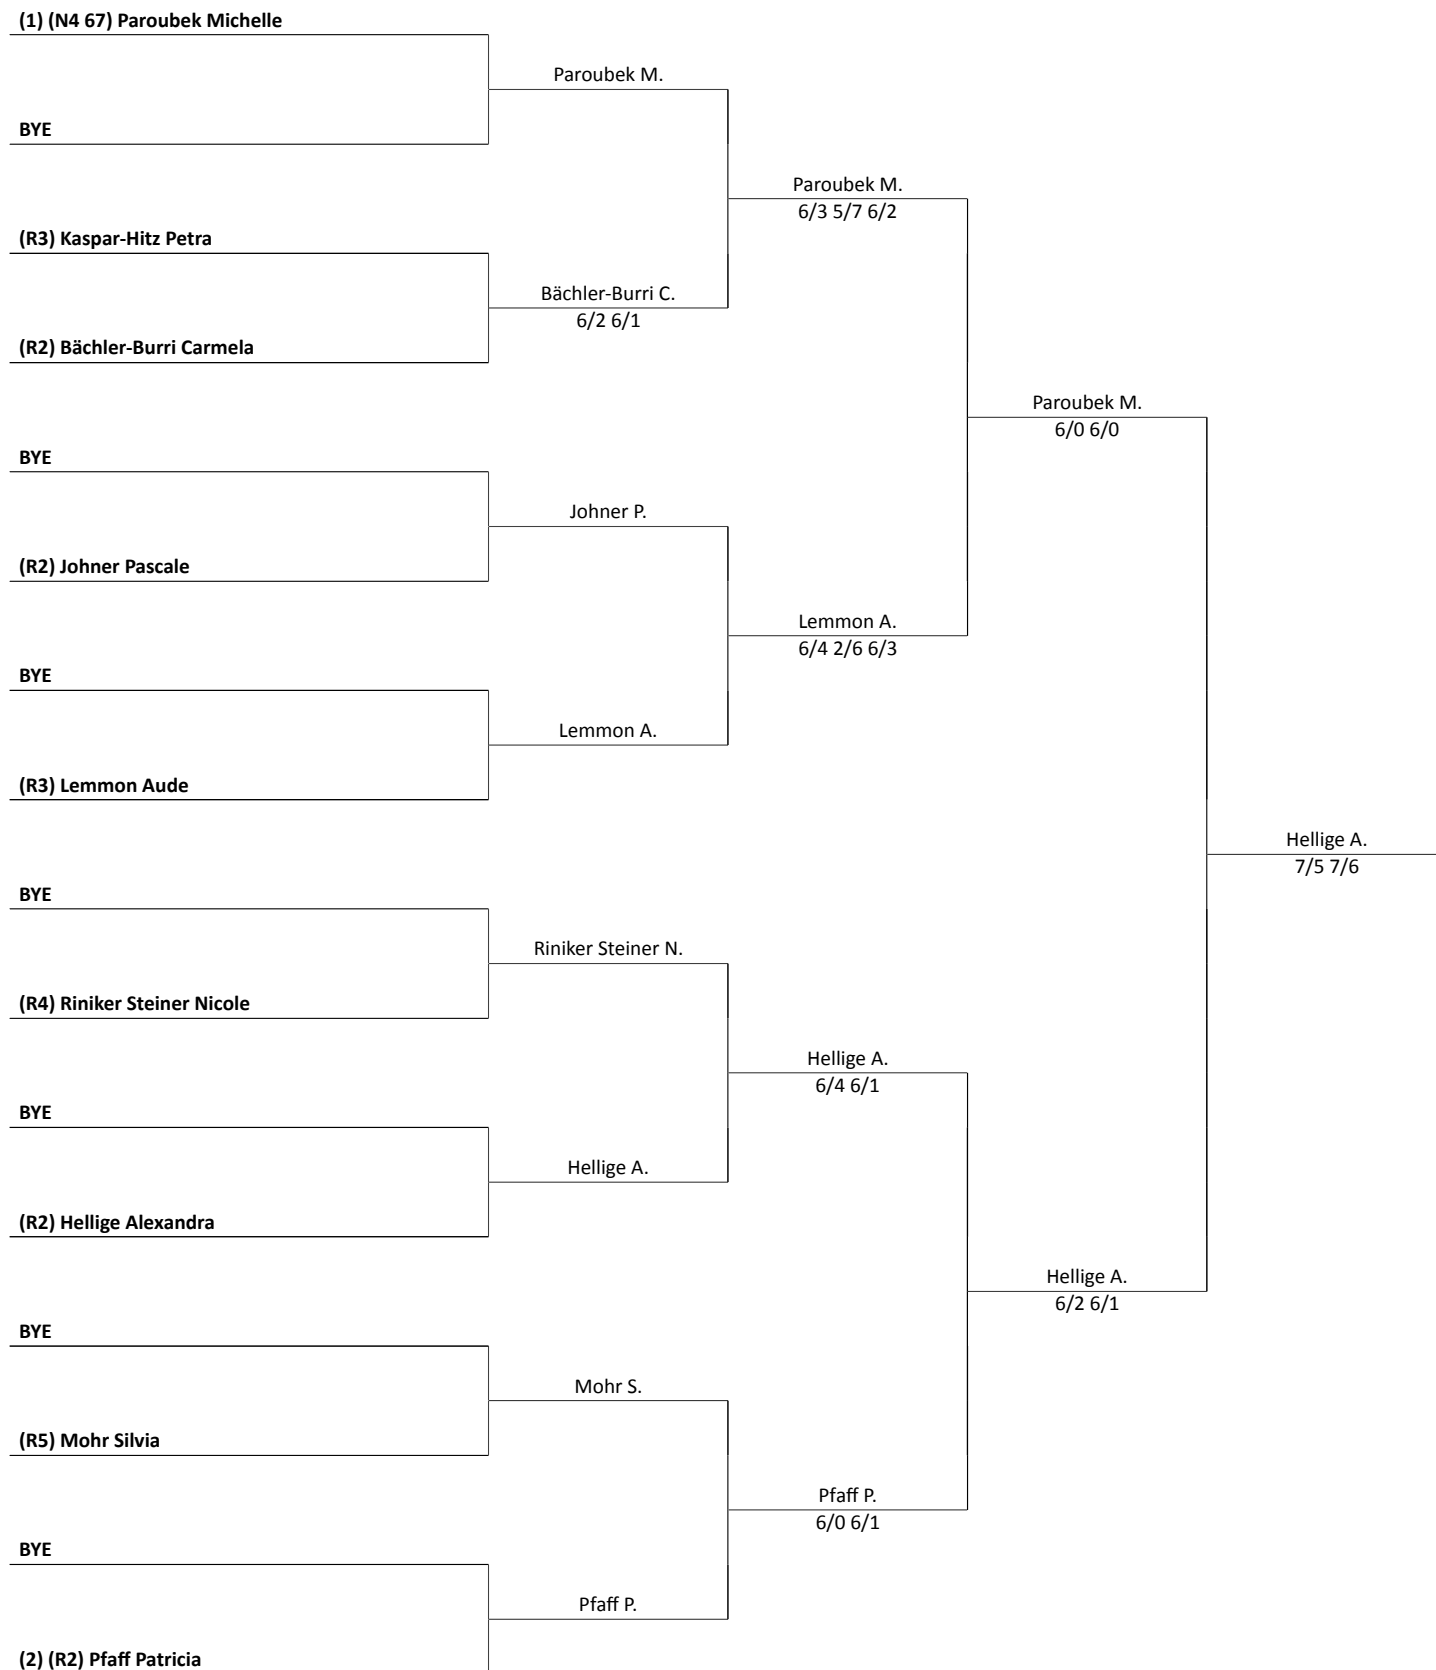 (1) (N4 67) Paroubek Michelle
Paroubek M.
BYE
Paroubek M.
6/3 5/7 6/2
(R3) Kaspar-Hitz Petra
Bächler-Burri C.
6/2 6/1
(R2) Bächler-Burri Carmela
Paroubek M.
6/0 6/0
BYE
Johner P.
(R2) Johner Pascale
Lemmon A.
6/4 2/6 6/3
BYE
Lemmon A.
(R3) Lemmon Aude
Hellige A.
7/5 7/6
BYE
Riniker Steiner N.
(R4) Riniker Steiner Nicole
Hellige A.
6/4 6/1
BYE
Hellige A.
(R2) Hellige Alexandra
Hellige A.
6/2 6/1
BYE
Mohr S.
(R5) Mohr Silvia
Pfaff P.
6/0 6/1
BYE
Pfaff P.
(2) (R2) Pfaff Patricia